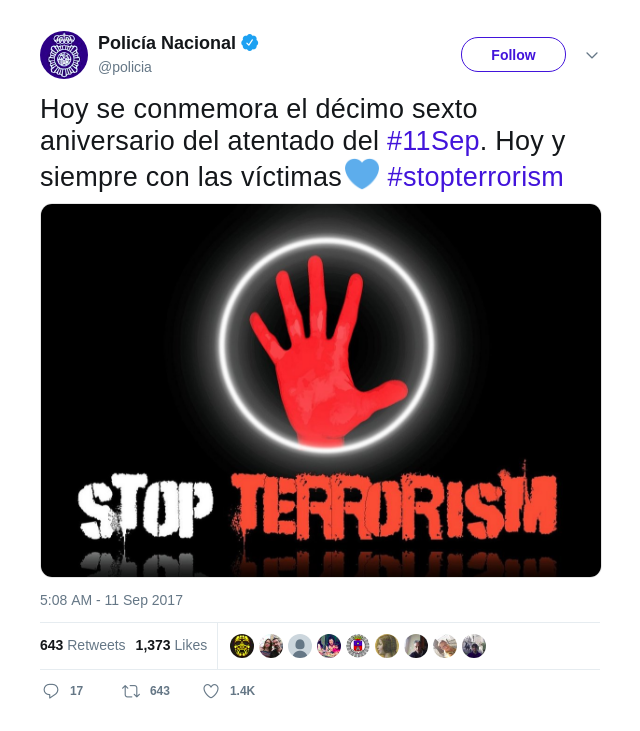 Policía Nacional
@policia
Follow
Hoy se conmemora el décimo sexto
aniversario del atentado del #11Sep. Hoy y
siempre con las víctimas💙 #stopterrorism
STOP TERRORISM
5:08 AM - 11 Sep 2017
643 Retweets 1,373 Likes
17 643 1.4K